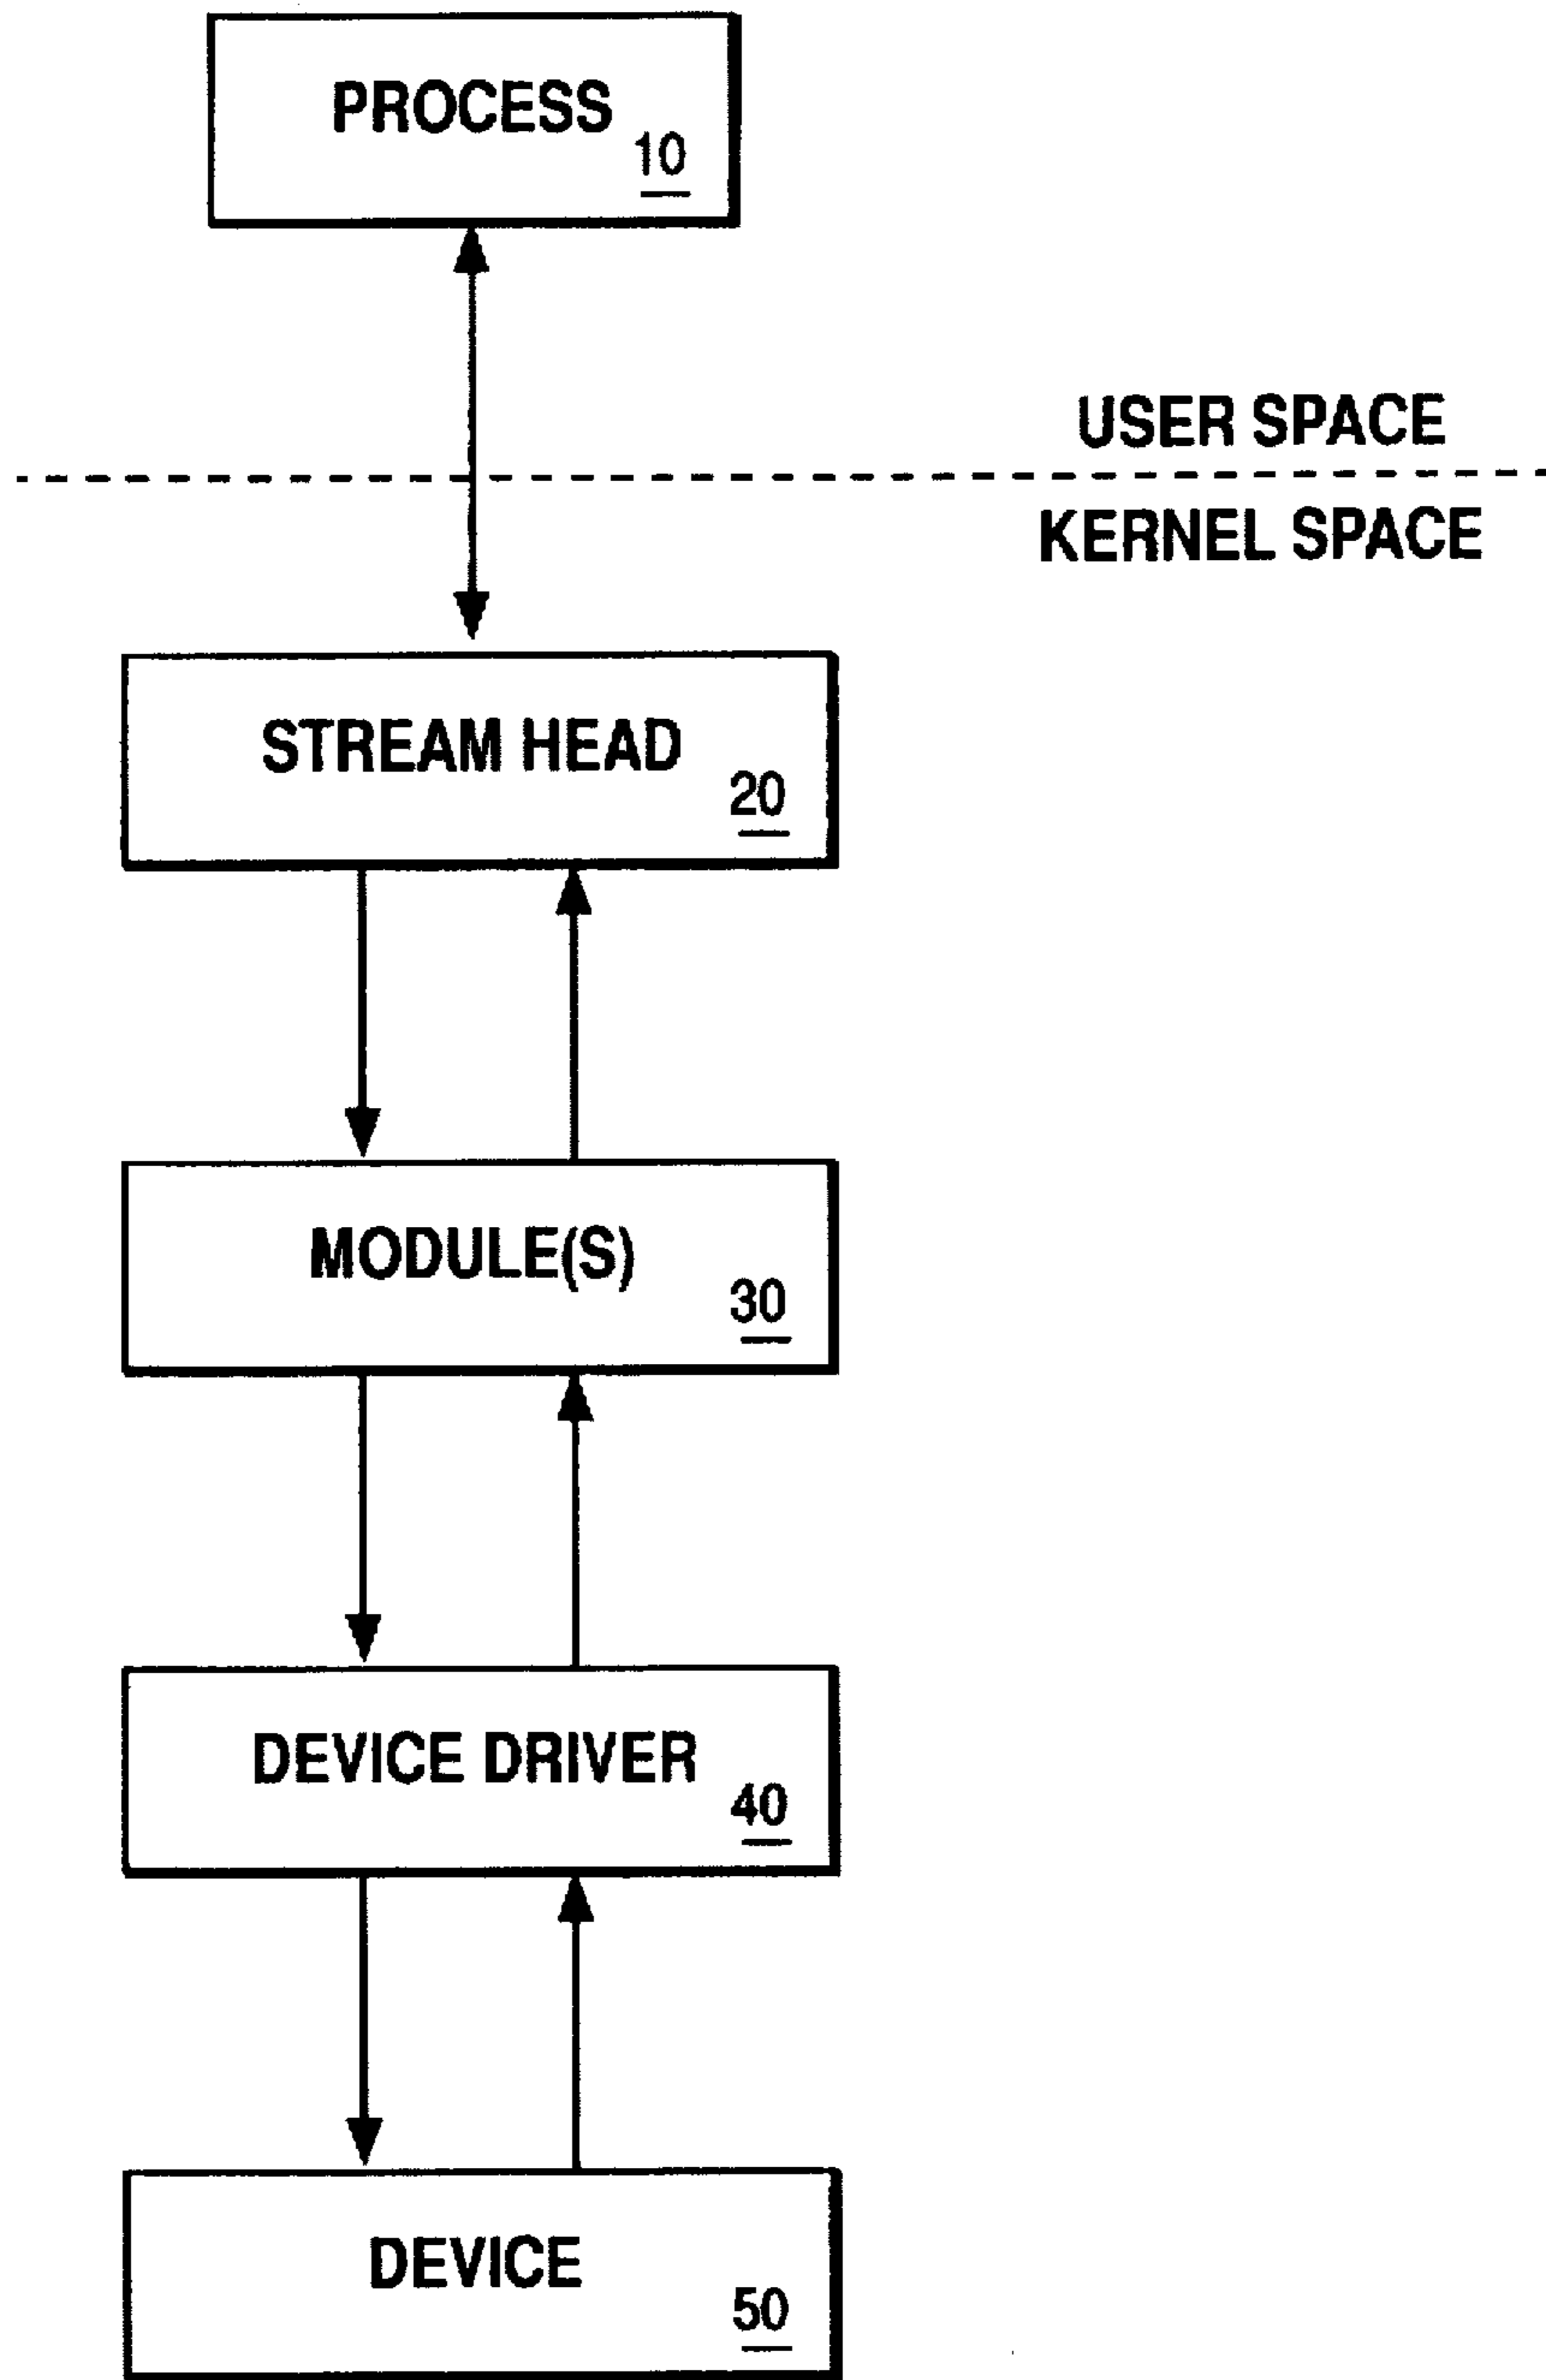 PROCESS
10
USER SPACE
KERNEL SPACE
STREAM HEAD
20
MODULE(S)
30
DEVICE DRIVER
40
DEVICE
50